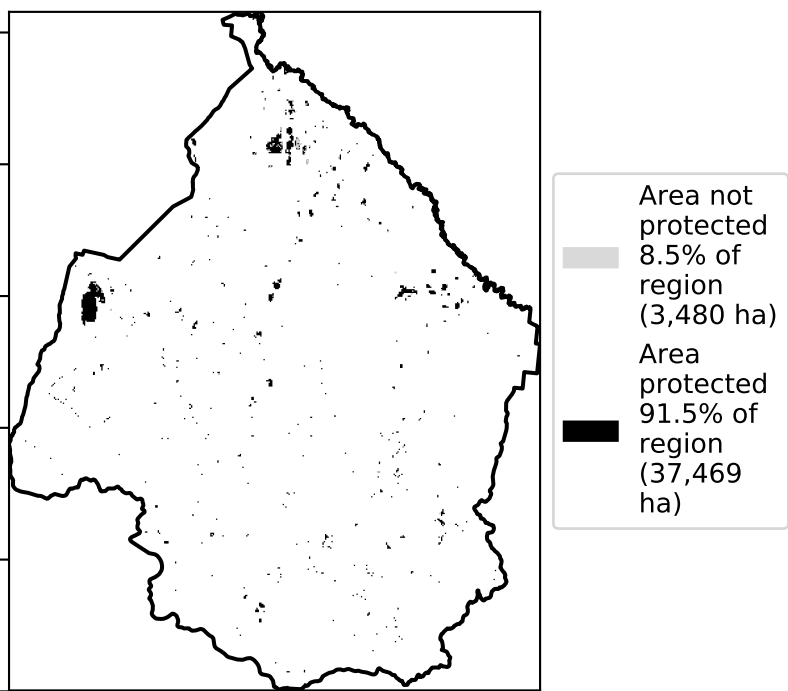 Area not
protected
8.5% of
region
(3,480 ha)
Area
protected
91.5% of
region
(37,469
ha)